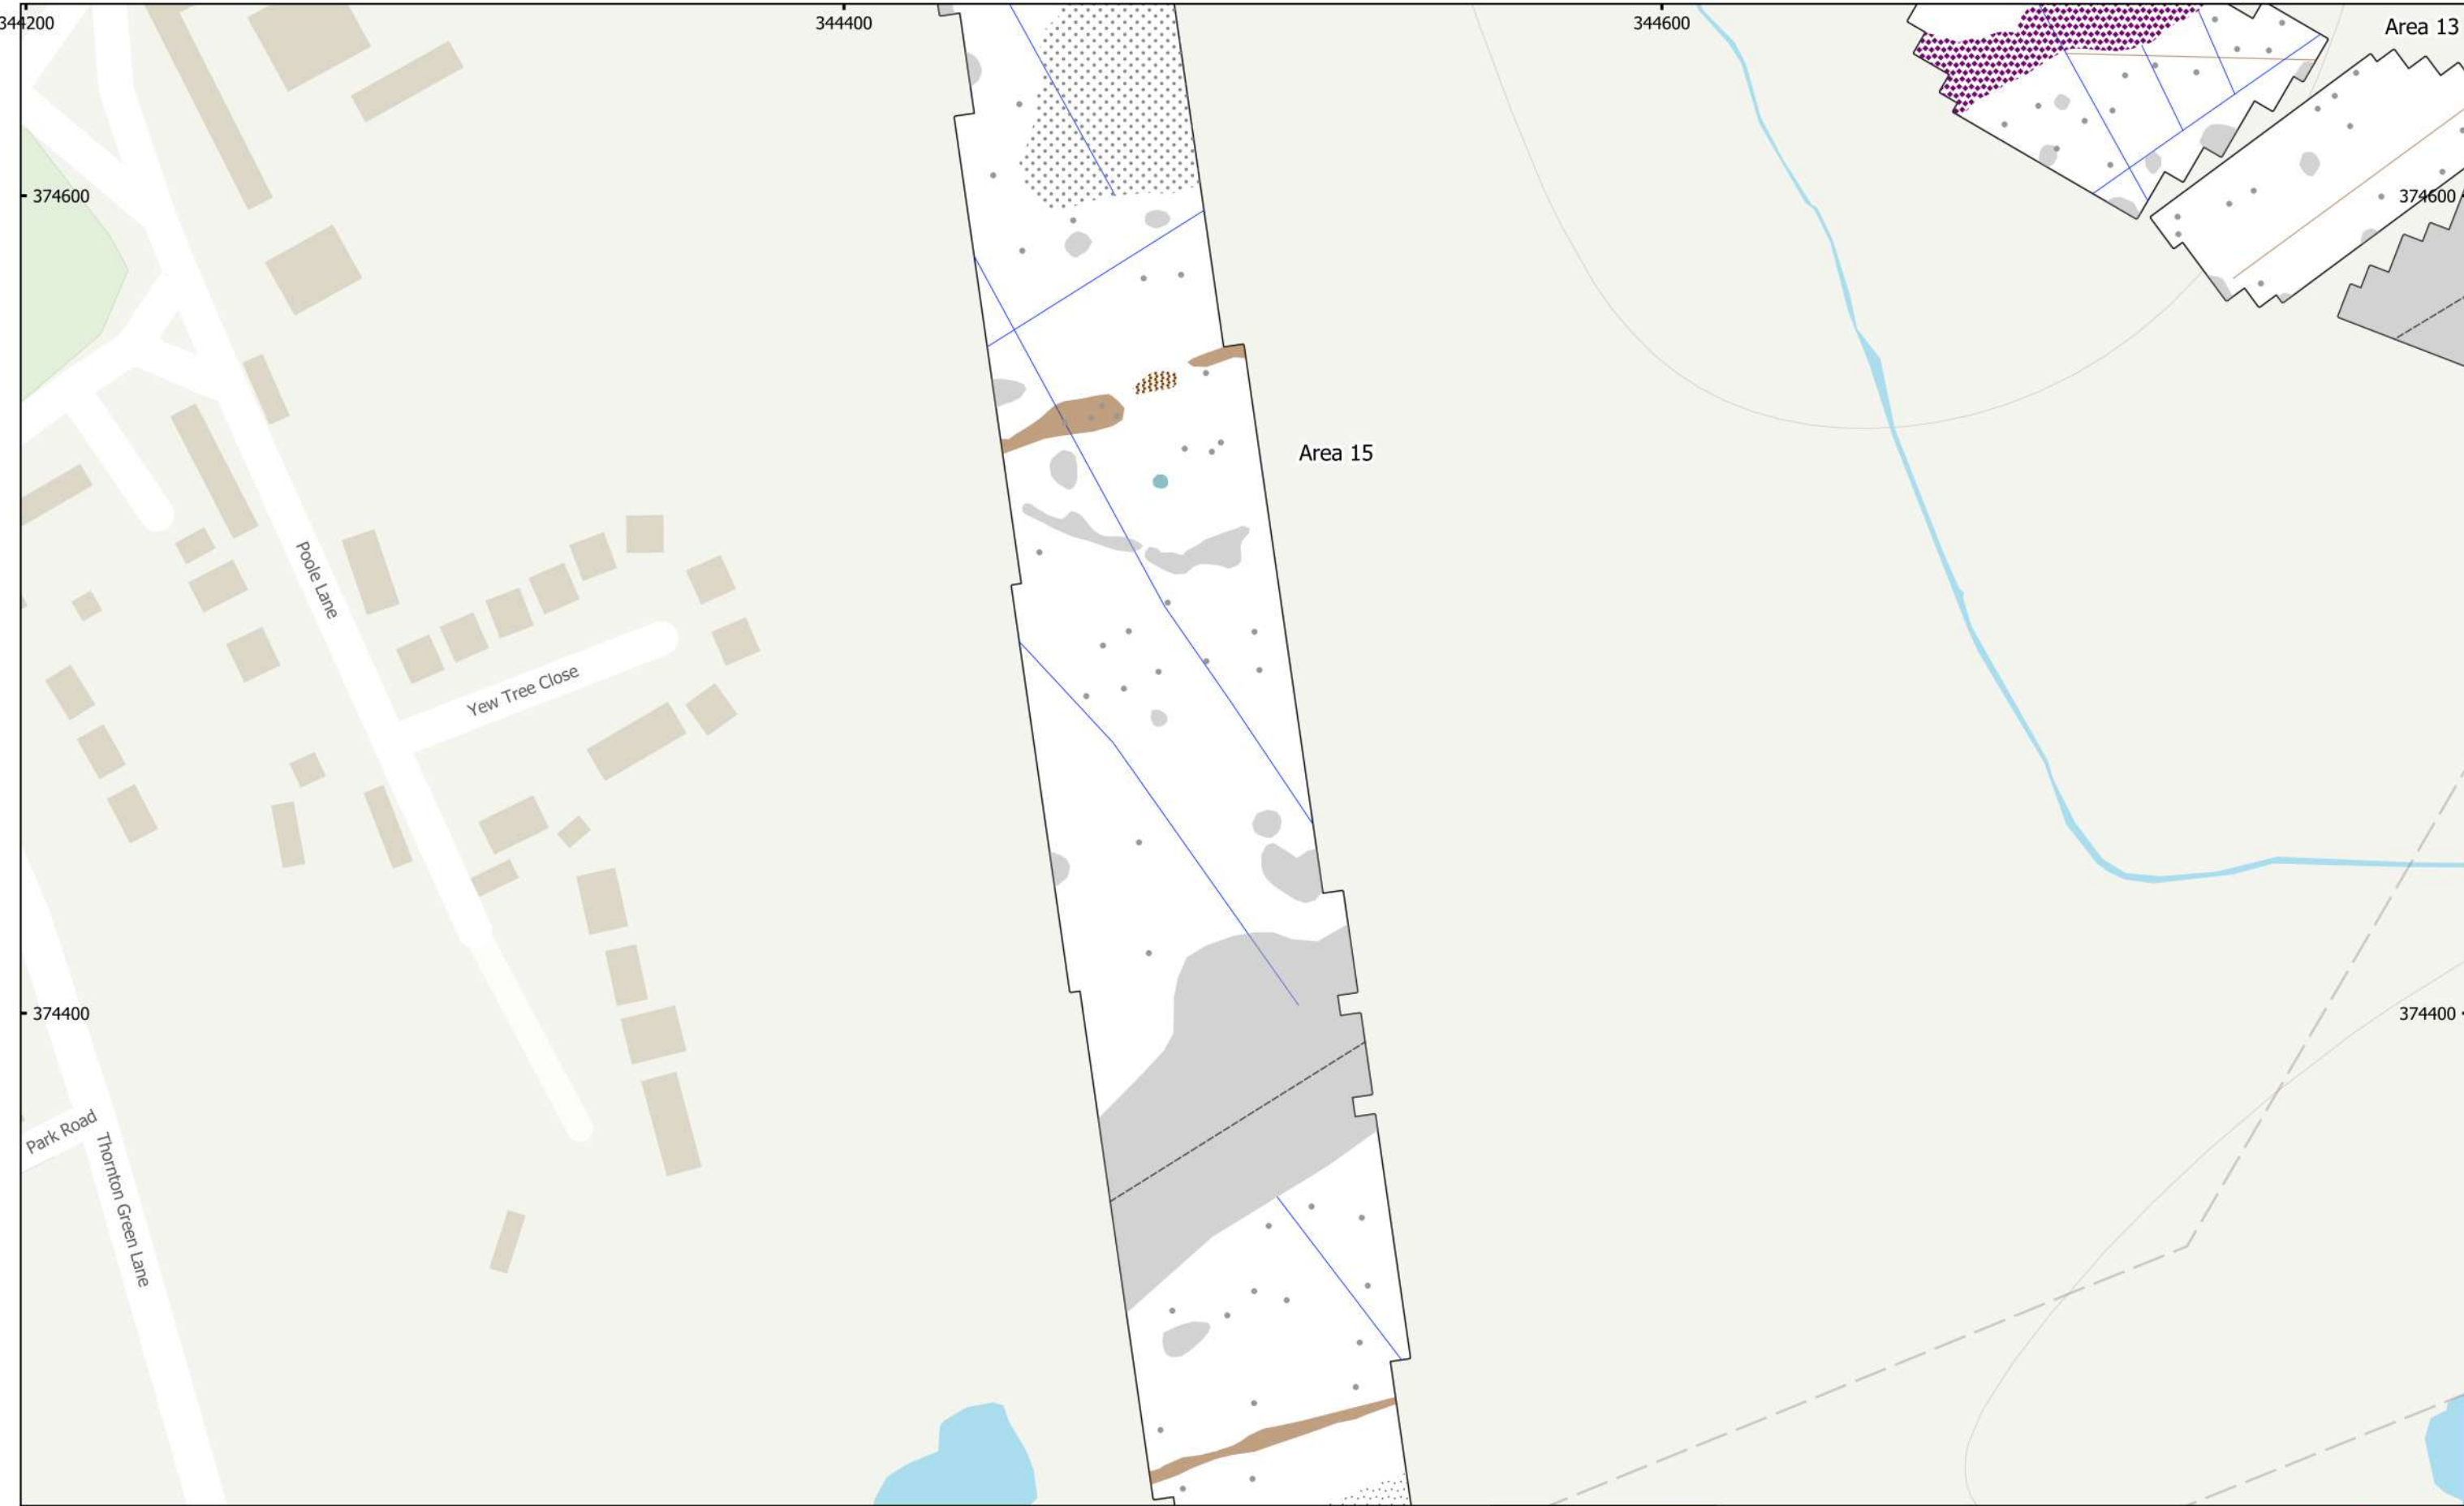 344200
344400
344600
Area 13
374600
374600
Area 15
Poole Lane
Yew Tree Close
374400
374400
Park Road
Thornton Green Lane